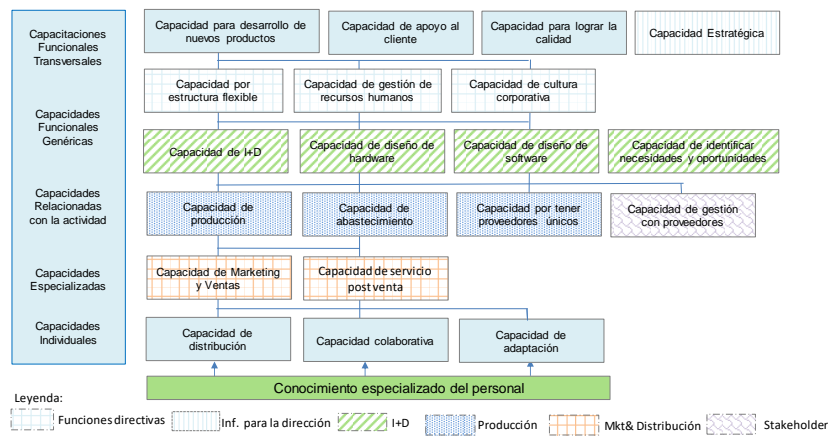 Capacitaciones
Funcionales
Transversales
Capacidad para desarrollo de
nuevos productos
Capacidad de apoyo al
cliente
Capacidad para lograr la
calidad
Capacidad Estratégica
Capacidad por
estructura flexible
Capacidad de gestión de
recursos humanos
Capacidad de cultura
corporativa
Capacidades
Funcionales
Genéricas
Capacidad de I+D
Capacidad de diseño de
hardware
Capacidad de diseño de
software
Capacidad de identificar
necesidades y oportunidades
Capacidades
Relacionadas
con la actividad
Capacidad de
producción
Capacidad de
abastecimiento
Capacidad por tener
proveedores únicos
Capacidad de gestión
con proveedores
Capacidades
Especializadas
Capacidad de Marketing
y Ventas
Capacidad de servicio
post venta
Capacidades
Individuales
Capacidad de
distribución
Capacidad colaborativa
Capacidad de
adaptación
Conocimiento especializado del personal
Leyenda:
Funciones directivas
Inf. para la dirección
I+D
Producción
Mkt& Distribución
Stakeholder